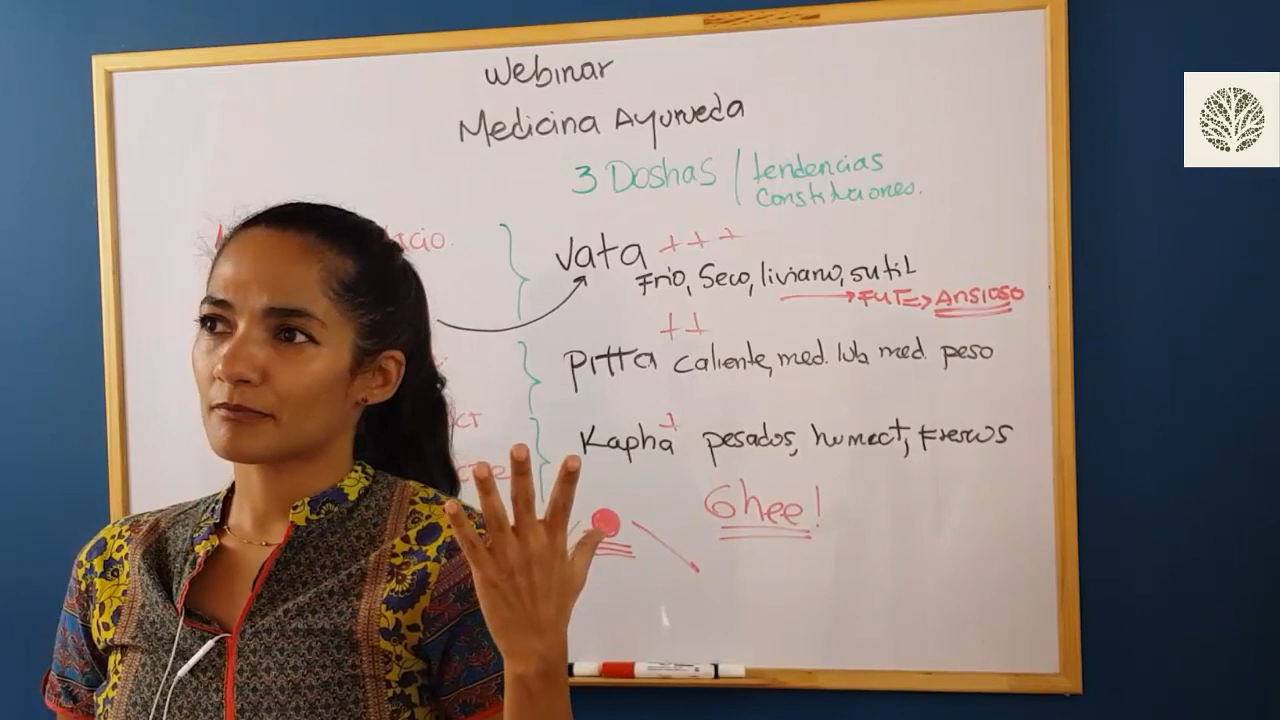 Webinar
Medicina Ayurveda
3 Doshas / tendencias
Constituciones.
Vata +++
Frio, Seco, liviano, sutil
Ansioso
++
Pitta caliente, med. lub med. peso
+
Kapha pesados, humect, frescos
Ghee!